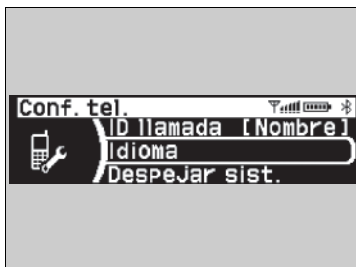 Conf. tel.
ID llamada [Nombre]
Idioma
Despejar sist.